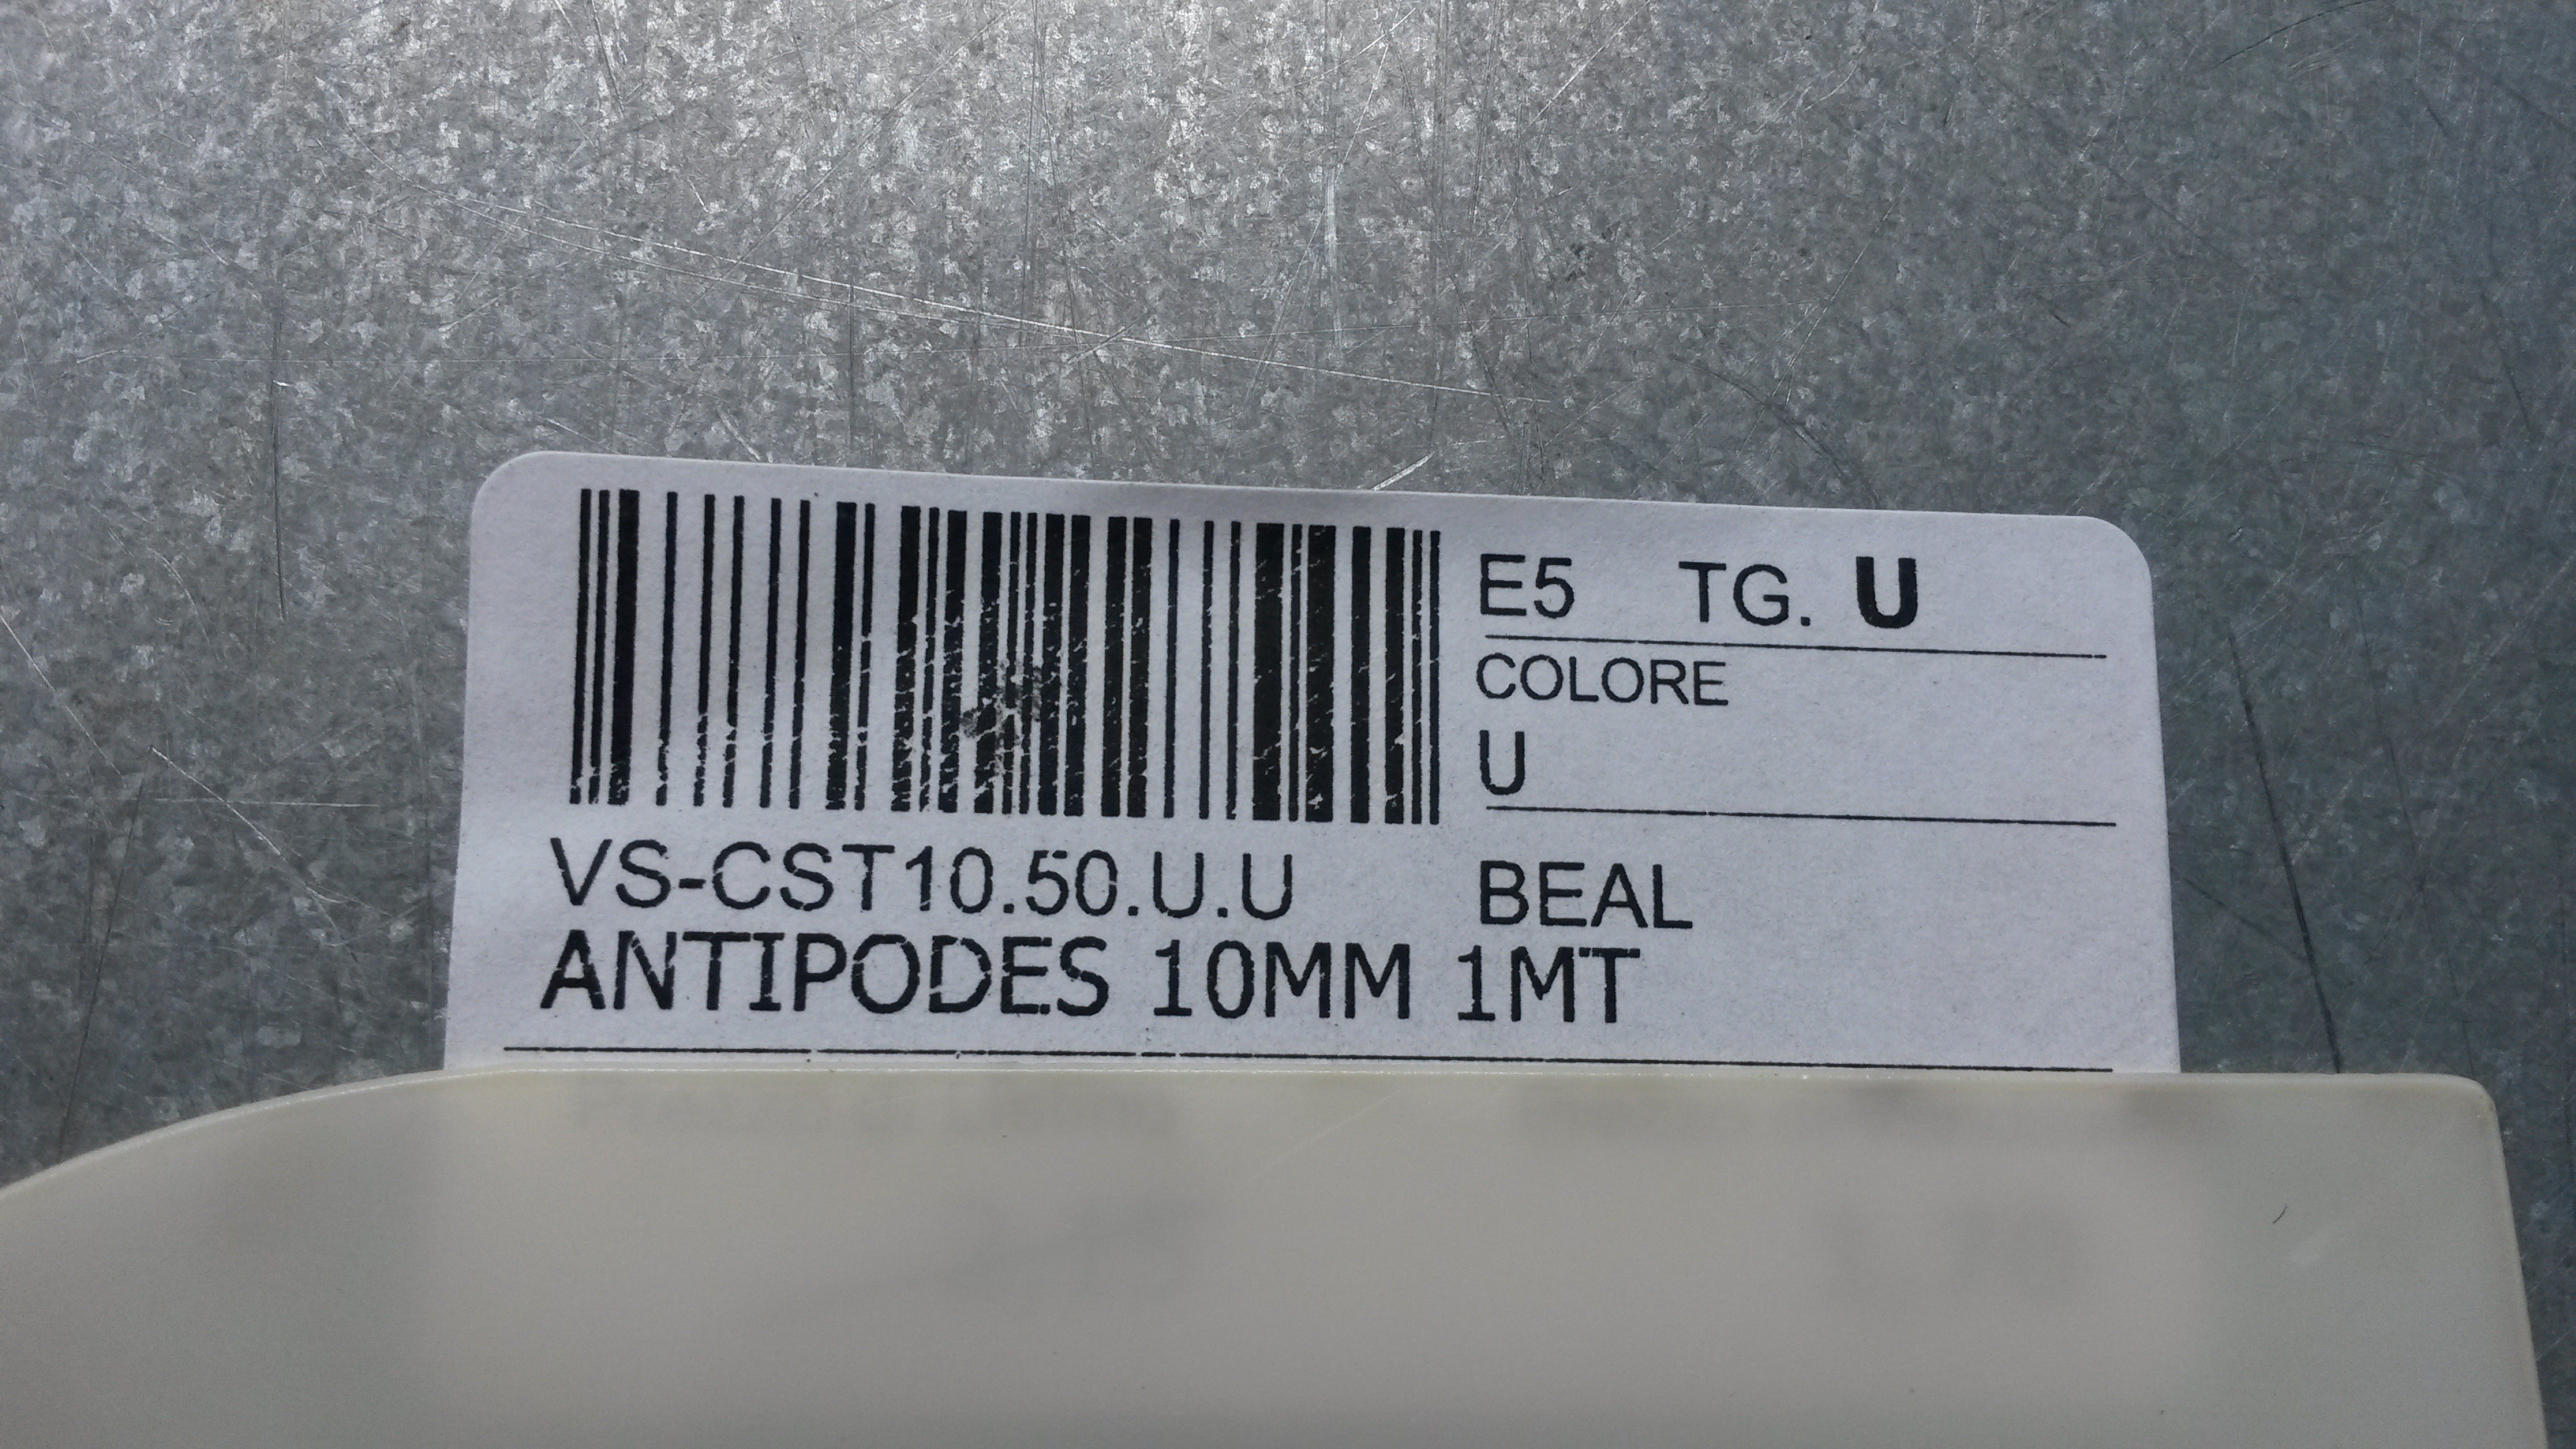 E5 TG. U
COLORE
U
VS-CST10.50.U.U BEAL
ANTIPODES 10MM 1MT